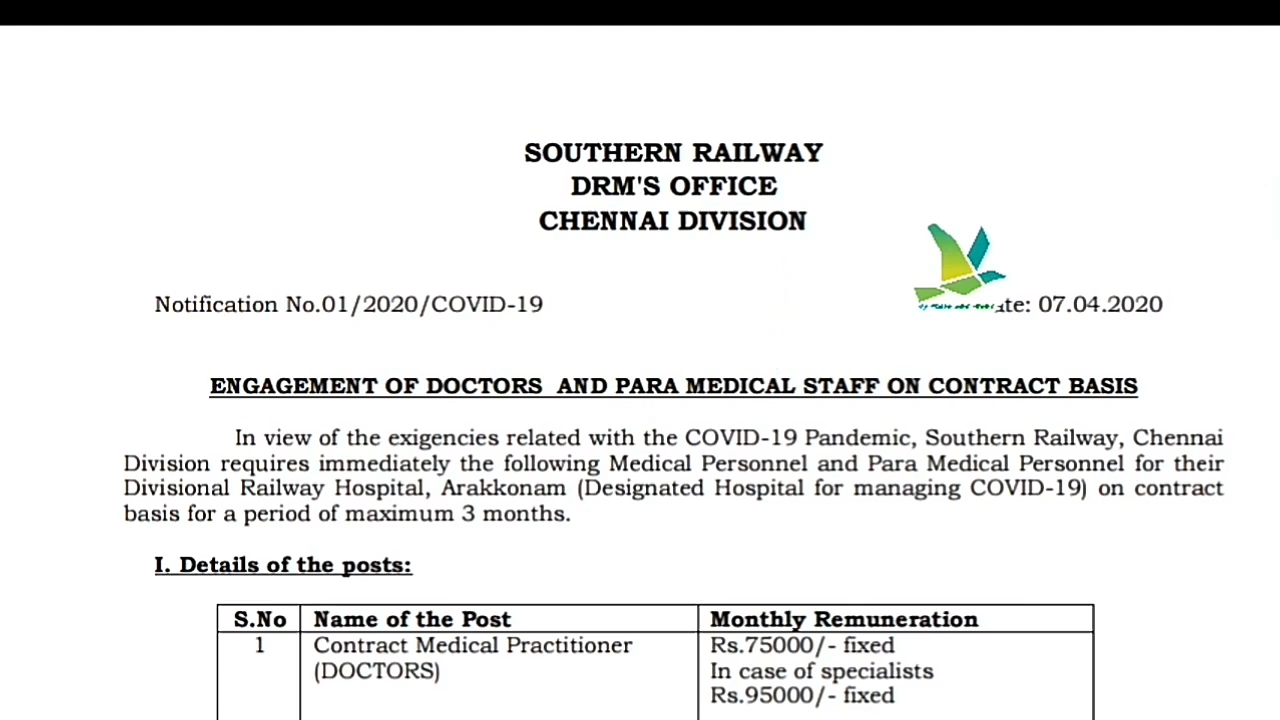 SOUTHERN RAILWAY
DRM'S OFFICE
CHENNAI DIVISION
Notification No.01/2020/COVID-19 ate: 07.04.2020
ENGAGEMENT OF DOCTORS AND PARA MEDICAL STAFF ON CONTRACT BASIS
In view of the exigencies related with the COVID-19 Pandemic, Southern Railway, Chennai
Division requires immediately the following Medical Personnel and Para Medical Personnel for their
Divisional Railway Hospital, Arakkonam (Designated Hospital for managing COVID-19) on contract
basis for a period of maximum 3 months.
I. Details of the posts:
S.No Name of the Post Monthly Remuneration
1 Contract Medical Practitioner Rs.75000/- fixed
(DOCTORS) In case of specialists
Rs.95000/- fixed